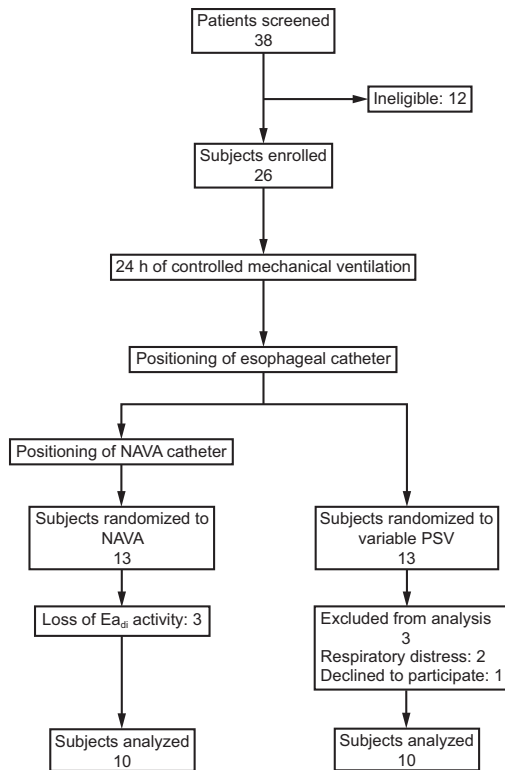 Patients screened
38
Ineligible: 12
Subjects enrolled
26
24 h of controlled mechanical ventilation
Positioning of esophageal catheter
Positioning of NAVA catheter
Subjects randomized to
NAVA
13
Subjects randomized to
variable PSV
13
Loss of Eadi activity: 3
Excluded from analysis
3
Respiratory distress: 2
Declined to participate: 1
Subjects analyzed
10
Subjects analyzed
10